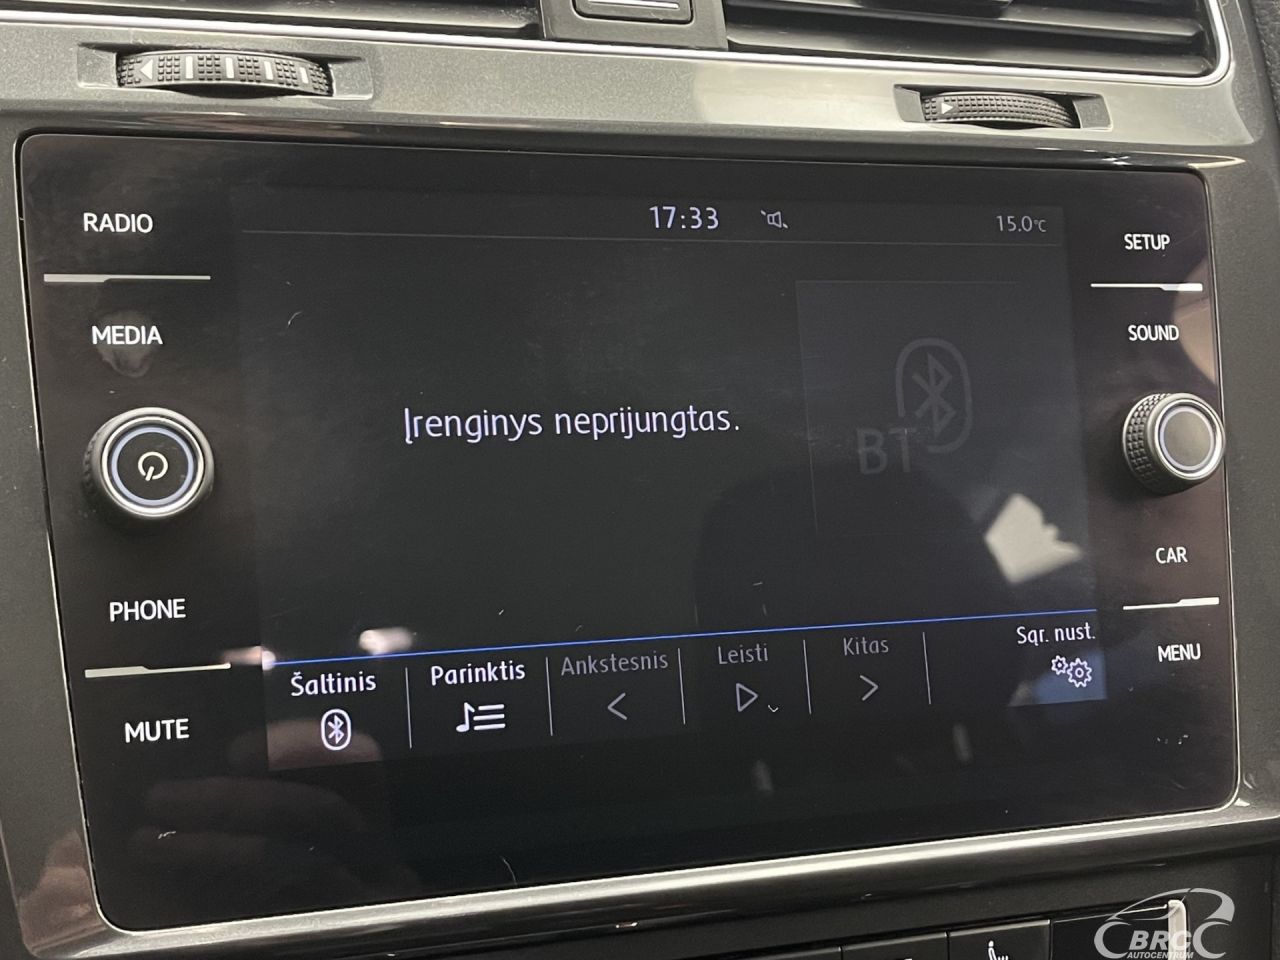 RADIO
MEDIA
PHONE
MUTE
17:33
15.0°C
Įrenginys neprijungtas.
BT
Šaltinis
Parinktis
Ankstesnis
Leisti
Kitas
Sąr. nust.
SETUP
SOUND
CAR
MENU
BRC
AUTOCENTRUM